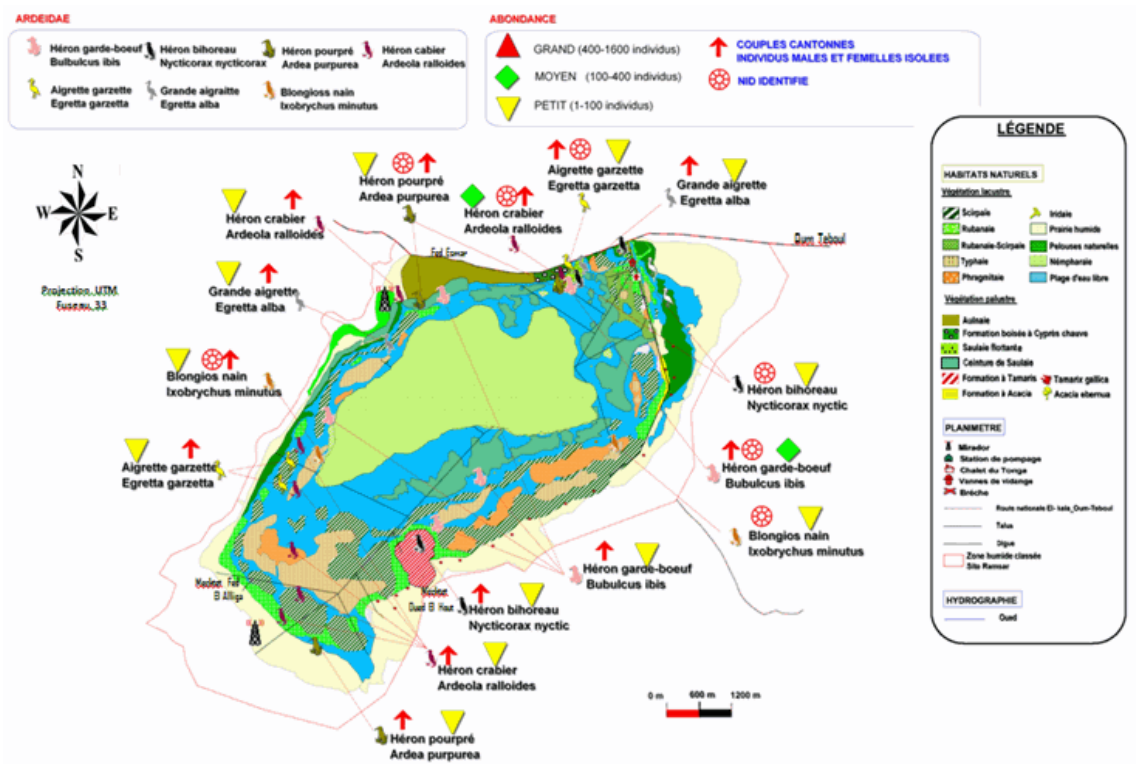 ARDEIDAE
Héron garde-boeuf
Bulbulcus ibis
Héron bihoreau
Nycticorax nycticorax
Héron pourpré
Ardea purpurea
Héron cabier
Ardeola ralloides
Aigrette garzette
Egretta garzetta
Grande aigraitte
Egretta alba
Blongioss nain
Ixobrychus minutus
ABONDANCE
GRAND (400-1600 individus)
MOYEN (100-400 individus)
PETIT (1-100 individus)
COUPLES CANTONNES
INDIVIDUS MALES ET FEMELLES ISOLEES
NID IDENTIFIE
N
W E
S
Projection UTM
Fuseau 33
Héron pourpré
Ardea purpurea
Héron crabier
Ardeola ralloides
Aigrette garzette
Egretta garzetta
Grande aigrette
Egretta alba
Héron crabier
Ardeola ralloides
Fed Esmar
Oum Teboul
Grande aigrette
Egretta alba
Blongios nain
Ixobrychus minutus
Héron bihoreau
Nycticorax nyctic
Aigrette garzette
Egretta garzetta
Héron garde-boeuf
Bubulcus ibis
Blongios nain
Ixobrychus minutus
Héron garde-boeuf
Bubulcus ibis
Héron bihoreau
Nycticorax nyctic
Héron crabier
Ardeola ralloides
Héron pourpré
Ardea purpurea
0 m 600 m 1200 m
LÉGENDE
HABITATS NATURELS
Végétation lacustre
Scirpaie
Rubanaie
Rubanaie-Scirpaie
Typhaie
Phragmitaie
Iridaie
Prairie humide
Pelouses naturelles
Némpharaie
Plage d'eau libre
Végétation palustre
Aulnaie
Formation boisée à Cyprès chauve
Saulaie flottante
Ceinture de Saulaie
Formation à Tamaris
Tamarix gallica
Formation à Acacia
Acacia ebernua
PLANIMETRE
Mirador
Station de pompage
Chalet du Tonga
Vannes de vidange
Brèche
Route nationale El- kala_Oum-Teboul
Talus
Digue
Zone humide classée
Site Ramsar
HYDROGRAPHIE
Oued